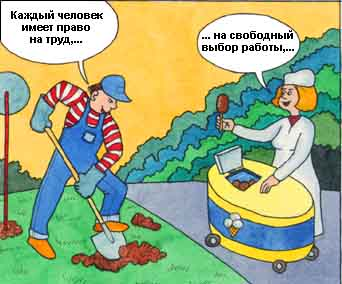 Каждый человек
имеет право
на труд,...
... на свободный
выбор работы,...